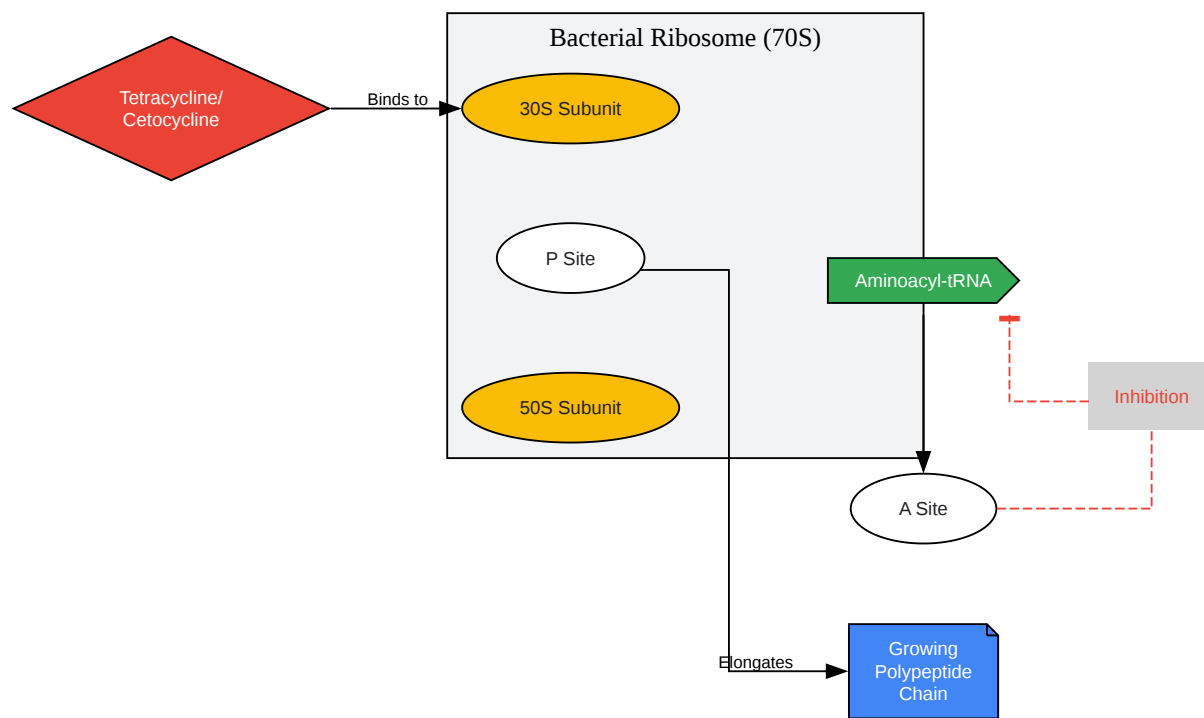 Bacterial Ribosome (70S)
Tetracycline/
Cetocycline
Binds to
30S Subunit
P Site
Aminoacyl-tRNA
Inhibition
50S Subunit
A Site
Elongates
Growing
Polypeptide
Chain